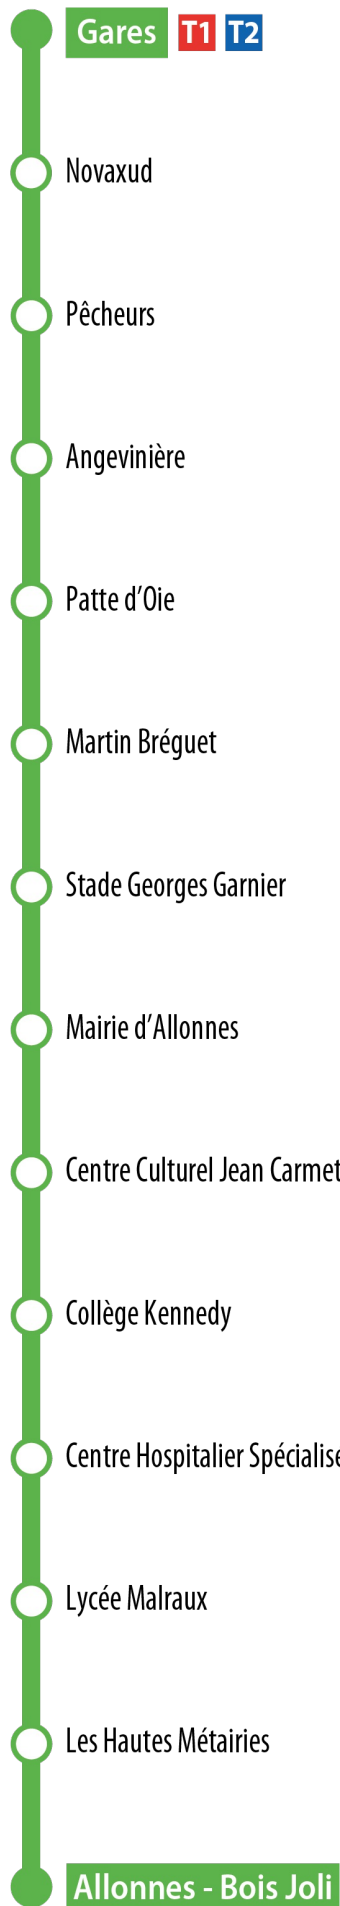 Gares T1 T2
Novaxud
Pêcheurs
Angevinière
Patte d’Oie
Martin Bréguet
Stade Georges Garnier
Mairie d’Allonnes
Centre Culturel Jean Carmet
Collège Kennedy
Centre Hospitalier Spécialisé
Lycée Malraux
Les Hautes Métairies
Allonnes - Bois Joli